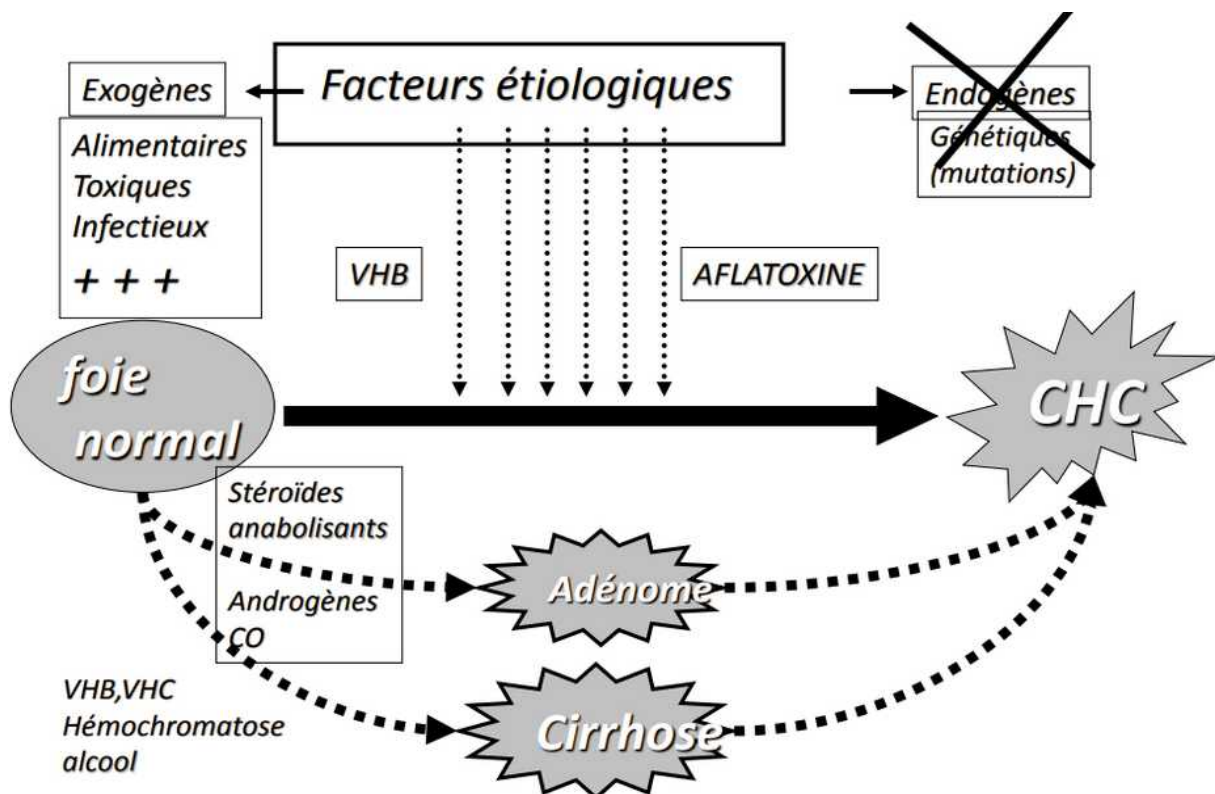 Facteurs étiologiques
Exogènes
Endogènes
Alimentaires
Toxiques
Infectieux
+ + +
Génétiques
(mutations)
VHB
AFLATOXINE
foie
normal
CHC
Stéroïdes
anabolisants
Androgènes
CO
Adénome
VHB,VHC
Hémochromatose
alcool
Cirrhose